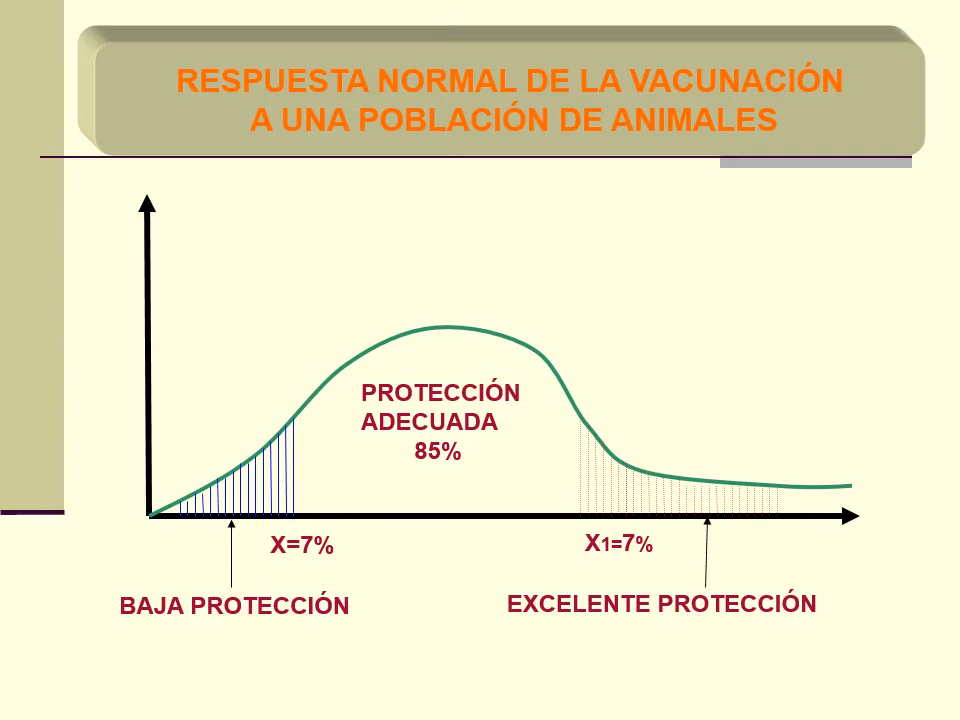 RESPUESTA NORMAL DE LA VACUNACIÓN
A UNA POBLACIÓN DE ANIMALES
PROTECCIÓN
ADECUADA
85%
X=7%
X1=7%
BAJA PROTECCIÓN
EXCELENTE PROTECCIÓN